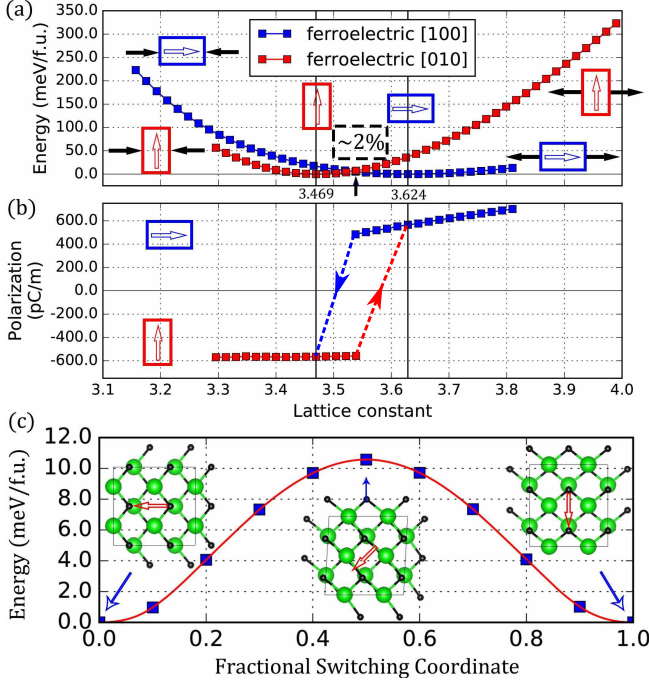 (a)
Energy (meV/f.u.)
350.0
300.0
250.0
200.0
150.0
100.0
50.0
0.0
ferroelectric [100]
ferroelectric [010]
~2%
3.469
3.624
(b)
Polarization
(pC/m)
600.0
400.0
200.0
0.0
-200.0
-400.0
-600.0
3.1 3.2 3.3 3.4 3.5 3.6 3.7 3.8 3.9 4.0
Lattice constant
(c)
Energy (meV/f.u.)
12.0
10.0
8.0
6.0
4.0
2.0
0.0
0.0 0.2 0.4 0.6 0.8 1.0
Fractional Switching Coordinate